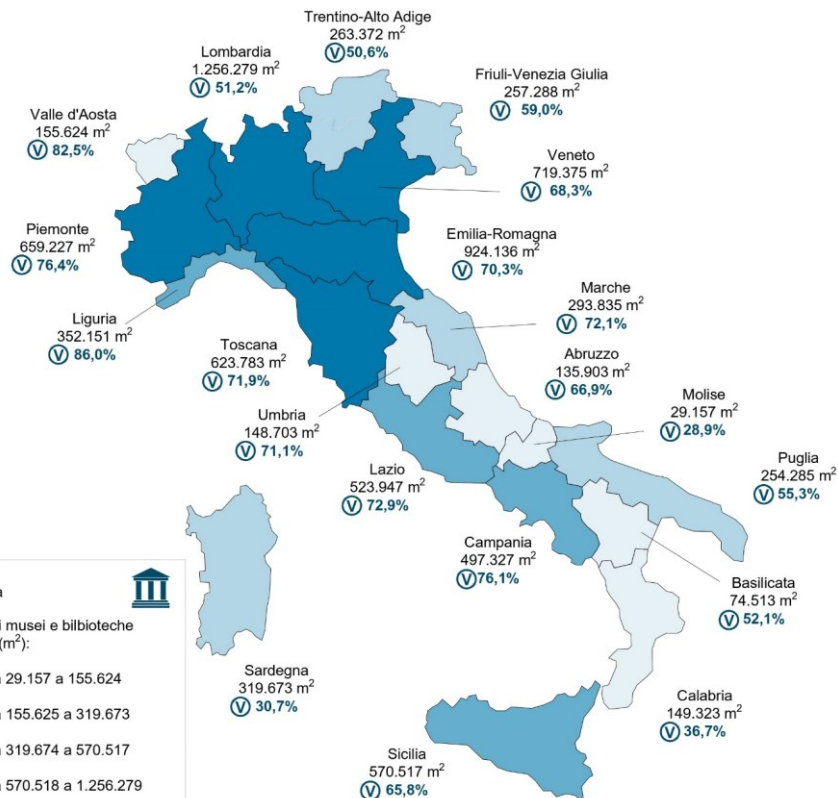 Trentino-Alto Adige
263.372 m²
V 50,6%
Lombardia
1.256.279 m²
V 51,2%
Friuli-Venezia Giulia
257.288 m²
V 59,0%
Valle d'Aosta
155.624 m²
V 82,5%
Veneto
719.375 m²
V 68,3%
Piemonte
659.227 m²
V 76,4%
Emilia-Romagna
924.136 m²
V 70,3%
Marche
293.835 m²
V 72,1%
Liguria
352.151 m²
V 86,0%
Toscana
623.783 m²
V 71,9%
Abruzzo
135.903 m²
V 66,9%
Molise
29.157 m²
V 28,9%
Umbria
148.703 m²
V 71,1%
Puglia
254.285 m²
V 55,3%
Lazio
523.947 m²
V 72,9%
Campania
497.327 m²
V 76,1%
Basilicata
74.513 m²
V 52,1%
Sardegna
319.673 m²
V 30,7%
Calabria
149.323 m²
V 36,7%
Sicilia
570.517 m²
V 65,8%
musei e bilbioteche
(m²):
29.157 a 155.624
155.625 a 319.673
319.674 a 570.517
570.518 a 1.256.279